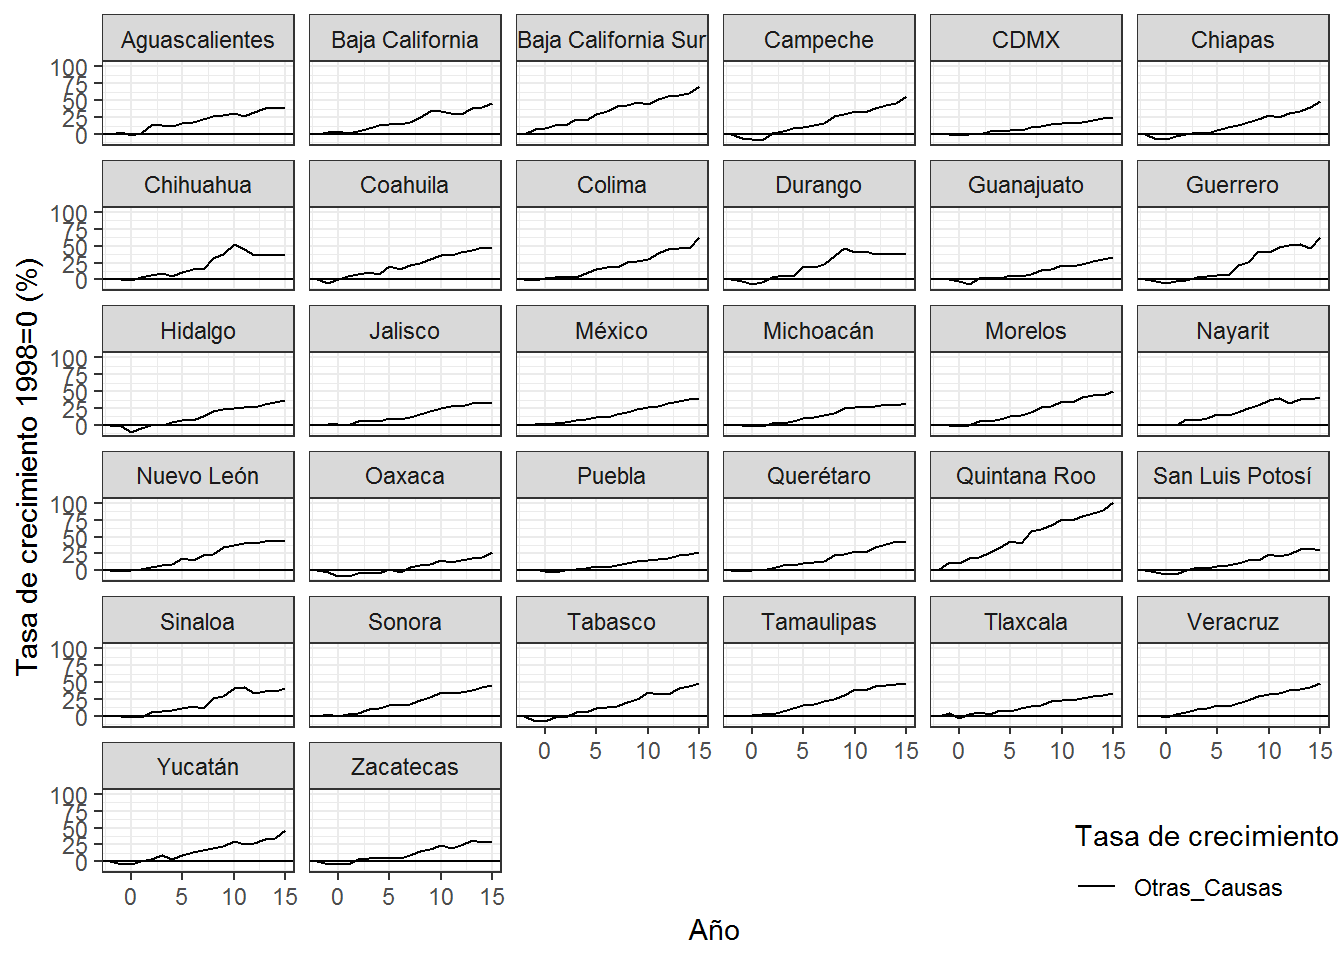 Aguascalientes Baja California Baja California Sur Campeche CDMX Chiapas
100
75
50
25
0
Chihuahua Coahuila Colima Durango Guanajuato Guerrero
100
75
50
25
0
Hidalgo Jalisco México Michoacán Morelos Nayarit
100
75
50
25
0
Nuevo León Oaxaca Puebla Querétaro Quintana Roo San Luis Potosí
100
75
50
25
0
Sinaloa Sonora Tabasco Tamaulipas Tlaxcala Veracruz
100
75
50
25
0
0 5 10 15 0 5 10 15 0 5 10 15 0 5 10 15
Yucatán Zacatecas
100
75
50
25
0
0 5 10 15 0 5 10 15
Año
Tasa de crecimiento 1998=0 (%)
Tasa de crecimiento
Otras_Causas